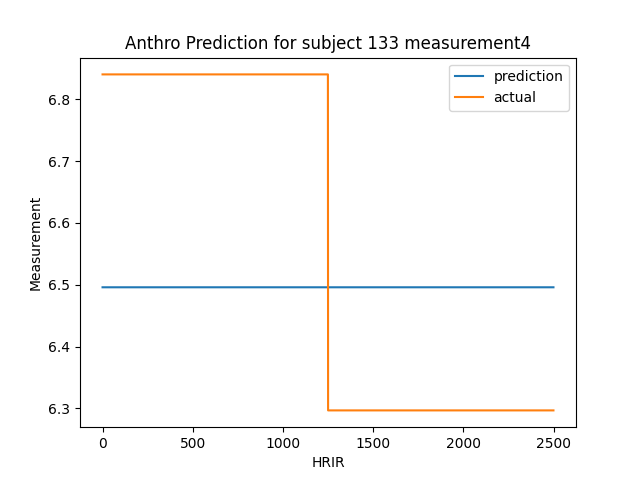 Anthro Prediction for subject 133 measurement4
prediction
actual
6.8
6.7
6.6
6.5
6.4
6.3
Measurement
0 500 1000 1500 2000 2500
HRIR